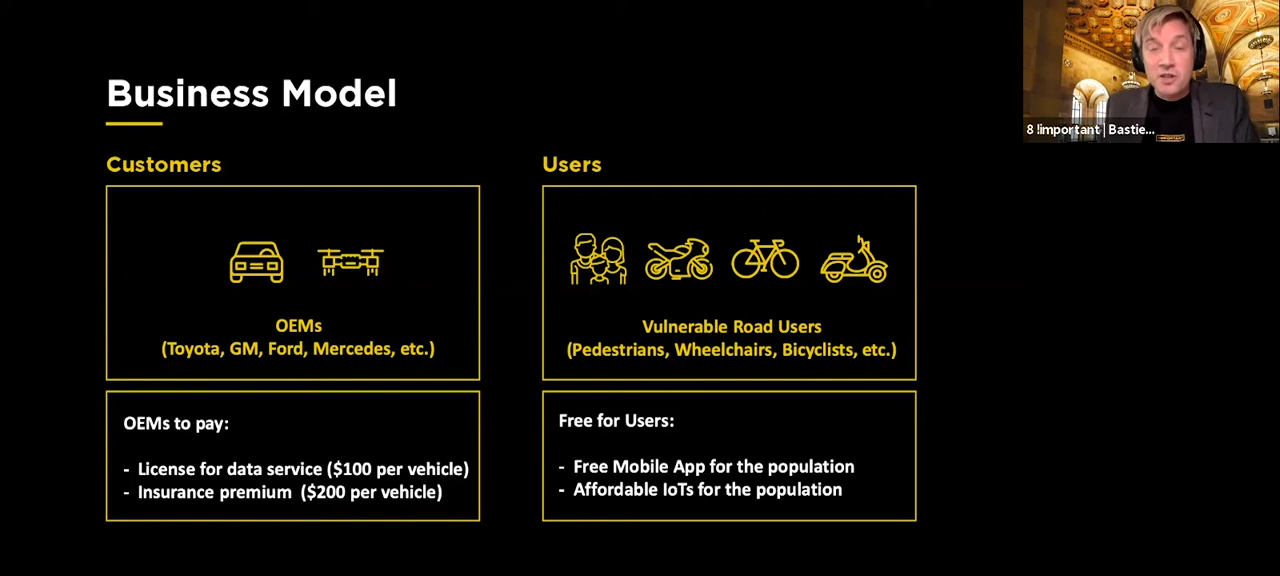 Business Model
Customers
OEMs
(Toyota, GM, Ford, Mercedes, etc.)
OEMs to pay:
- License for data service ($100 per vehicle)
- Insurance premium ($200 per vehicle)
Users
Vulnerable Road Users
(Pedestrians, Wheelchairs, Bicyclists, etc.)
Free for Users:
- Free Mobile App for the population
- Affordable IoTs for the population
8 !important | Bastie...